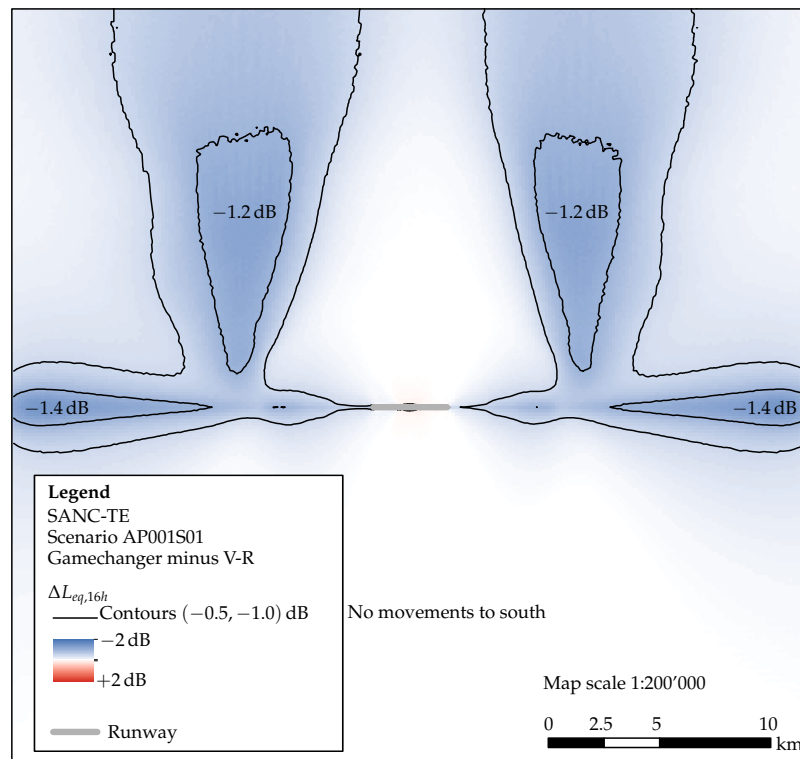 −1.2 dB
−1.2 dB
−1.4 dB
−1.4 dB
Legend
SANC-TE
Scenario AP001S01
Gamechanger minus V-R
ΔLeq,16h
Contours (−0.5, −1.0) dB
−2 dB
+2 dB
Runway
No movements to south
Map scale 1:200’000
0 2.5 5 10
km